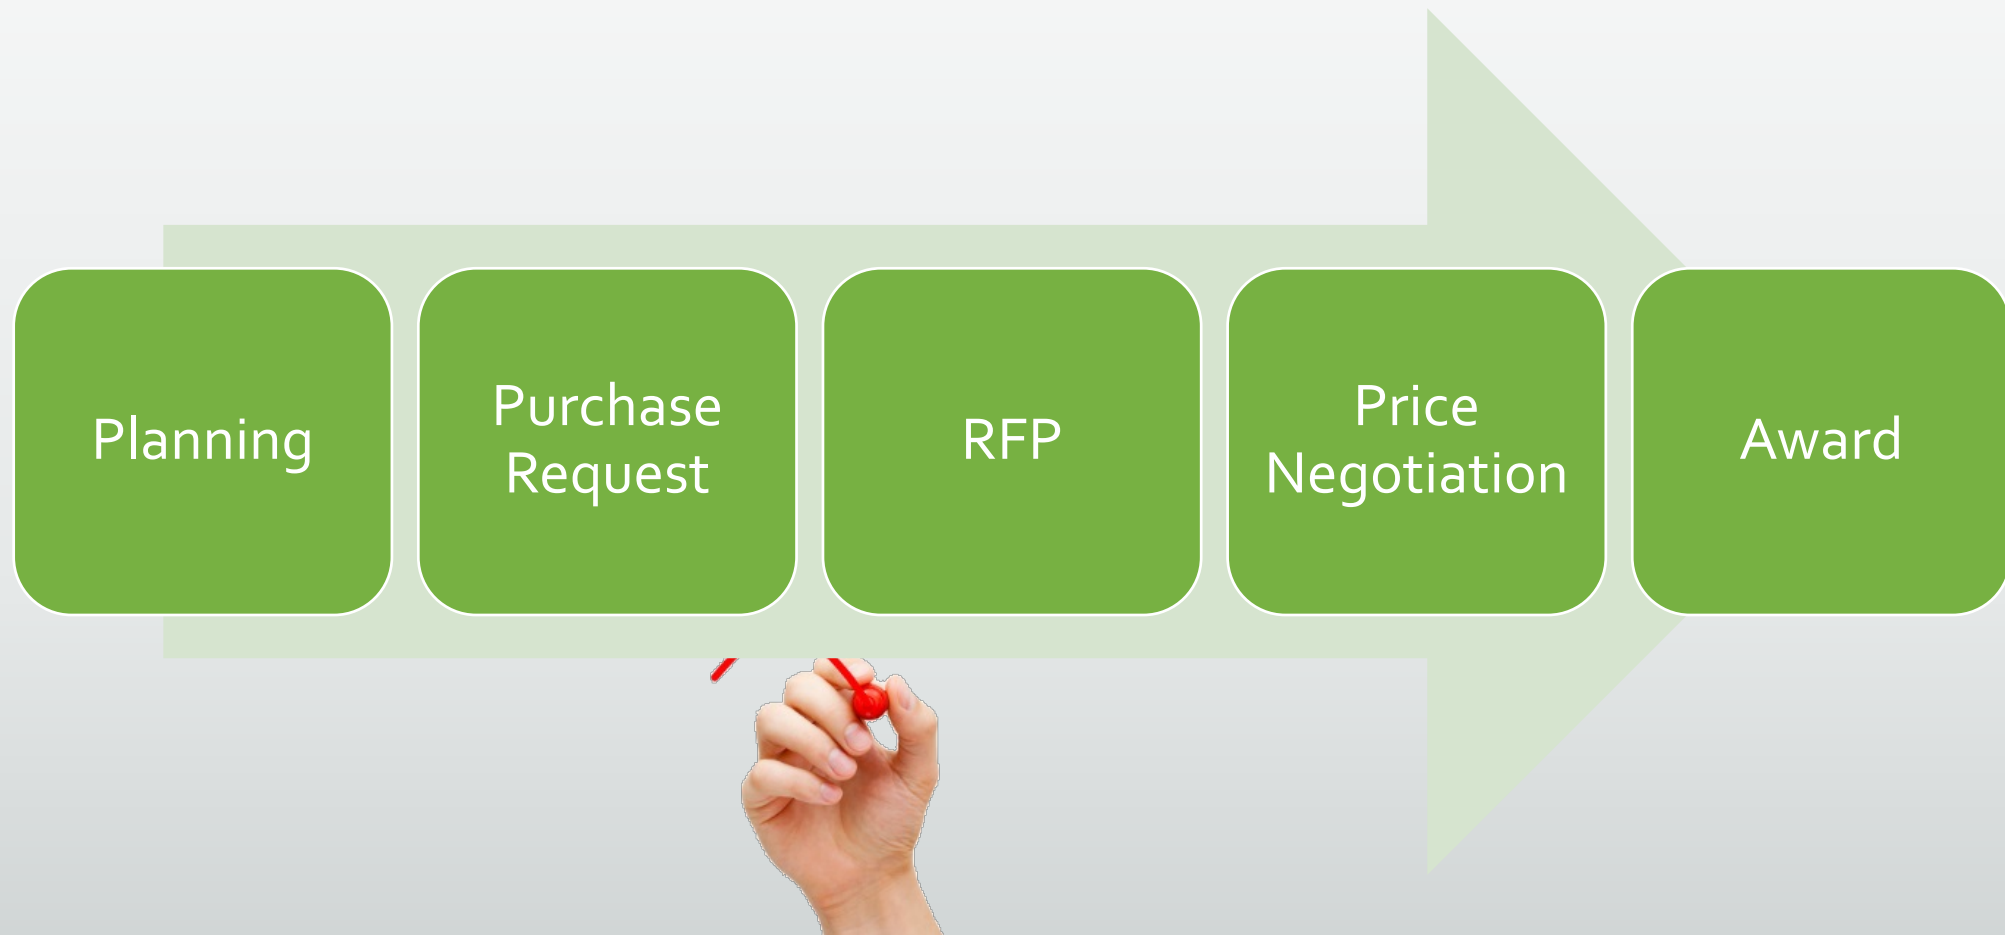 Planning
Purchase
Request
RFP
Price
Negotiation
Award